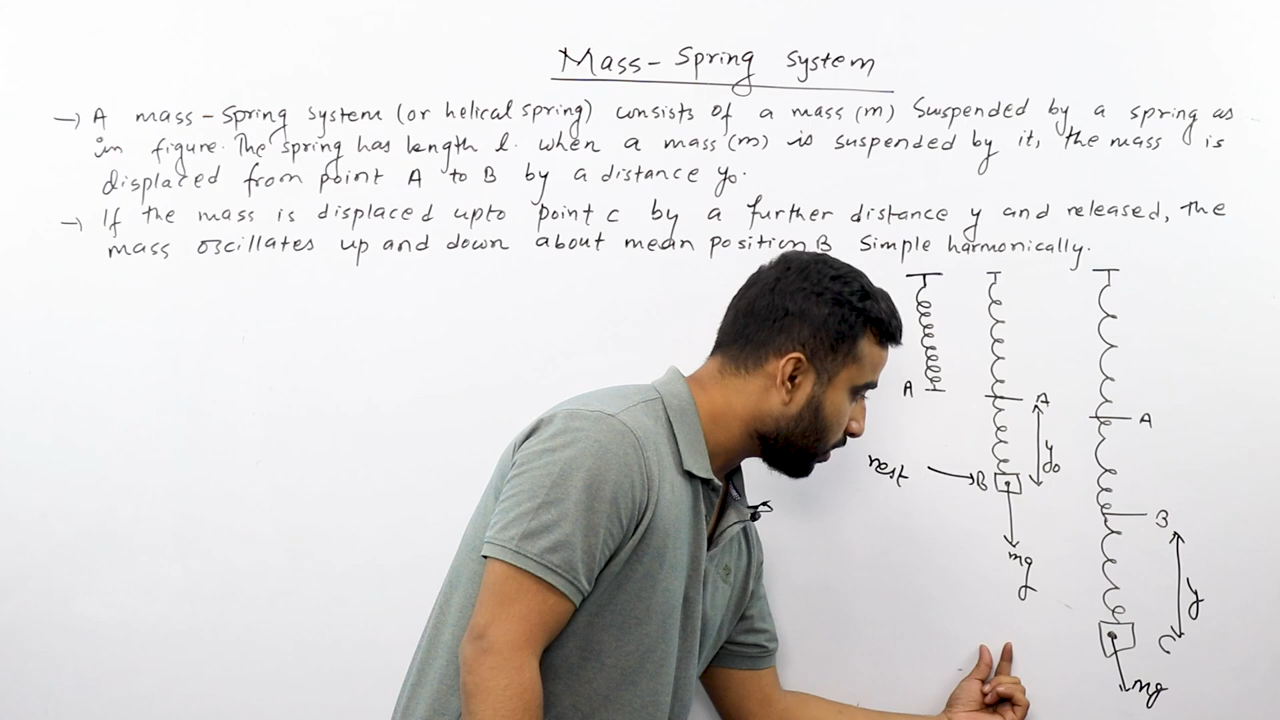 Mass-Spring System
→ A mass-spring system (or helical spring) consists of a mass (m) suspended by a spring as
in figure. The spring has length l. when a mass (m) is suspended by it, the mass is
displaced from point A to B by a distance y₀.
→ If the mass is displaced upto point C by a further distance y and released, the
mass oscillates up and down about mean position B Simple harmonically.
A
A
y₀
rest
B
mg
A
B
y
C
mg